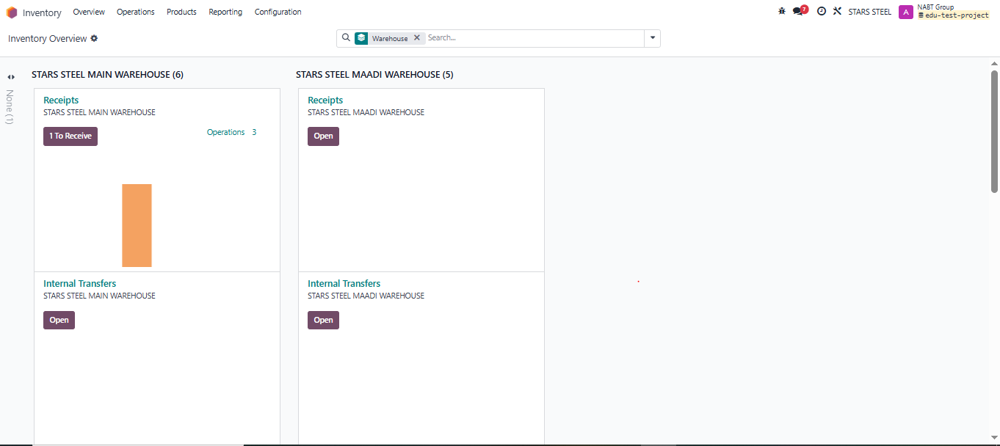 Inventory Overview Operations Products Reporting Configuration 7 STARS STEEL A NABT Group
edu-test-project
Inventory Overview Warehouse Search...
None (1)
STARS STEEL MAIN WAREHOUSE (6)
Receipts
STARS STEEL MAIN WAREHOUSE
1 To Receive Operations 3
Internal Transfers
STARS STEEL MAIN WAREHOUSE
Open
STARS STEEL MAADI WAREHOUSE (5)
Receipts
STARS STEEL MAADI WAREHOUSE
Open
Internal Transfers
STARS STEEL MAADI WAREHOUSE
Open